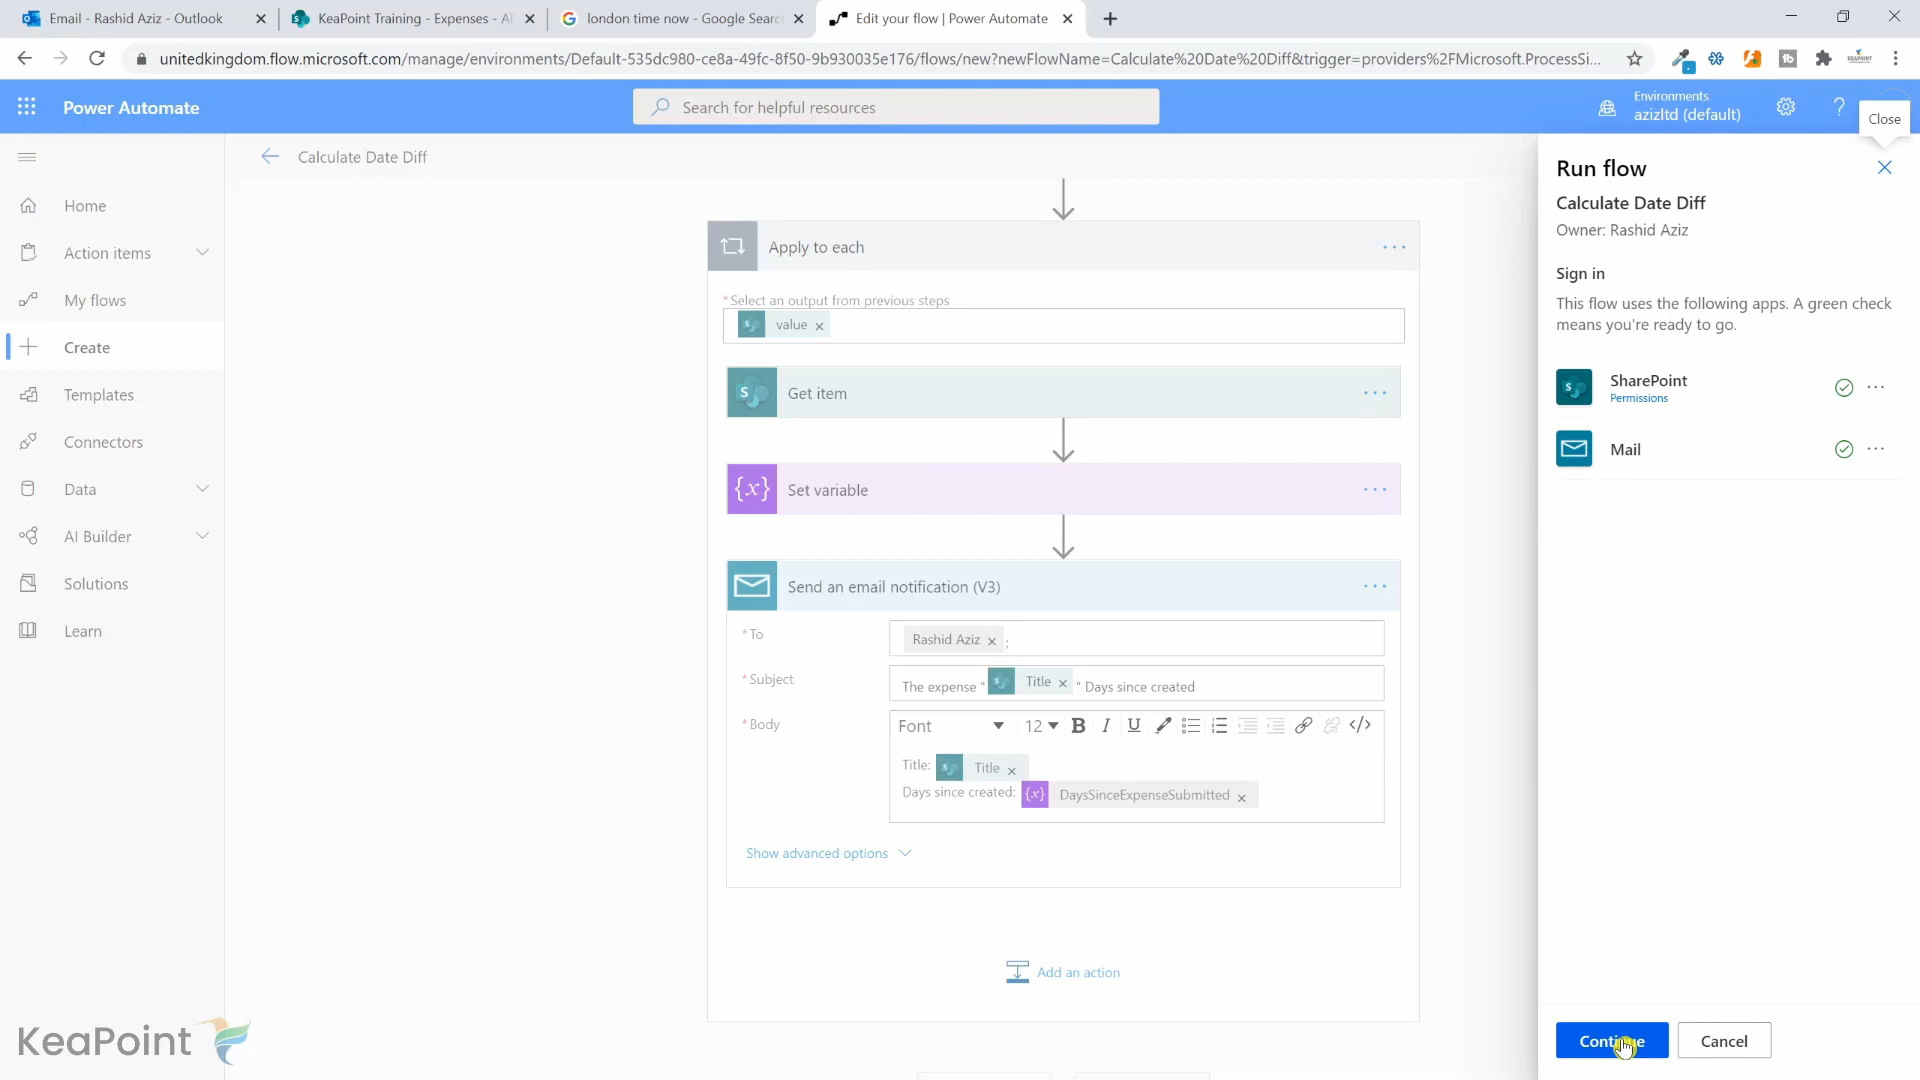 Email - Rashid Aziz - Outlook
KeaPoint Training - Expenses - Al
london time now - Google Searc
Edit your flow | Power Automate
unitedkingdom.flow.microsoft.com/manage/environments/Default-535dc980-ce8a-49fc-8f50-9b930035e176/flows/new?newFlowName=Calculate%20Date%20Diff&trigger=providers%2FMicrosoft.ProcessSi...
Power Automate
Search for helpful resources
Environments
azizltd (default)
?
Close
Calculate Date Diff
Home
Action items
My flows
Create
Templates
Connectors
Data
AI Builder
Solutions
Learn
Apply to each
* Select an output from previous steps
value
Get item
{x} Set variable
Send an email notification (V3)
* To
Rashid Aziz ;
* Subject
The expense " Title " Days since created
* Body
Font 12 B I U </>
Title: Title
Days since created: {x} DaysSinceExpenseSubmitted
Show advanced options
Add an action
Run flow
Calculate Date Diff
Owner: Rashid Aziz
Sign in
This flow uses the following apps. A green check
means you're ready to go.
SharePoint
Permissions
Mail
Continue
Cancel
KeaPoint